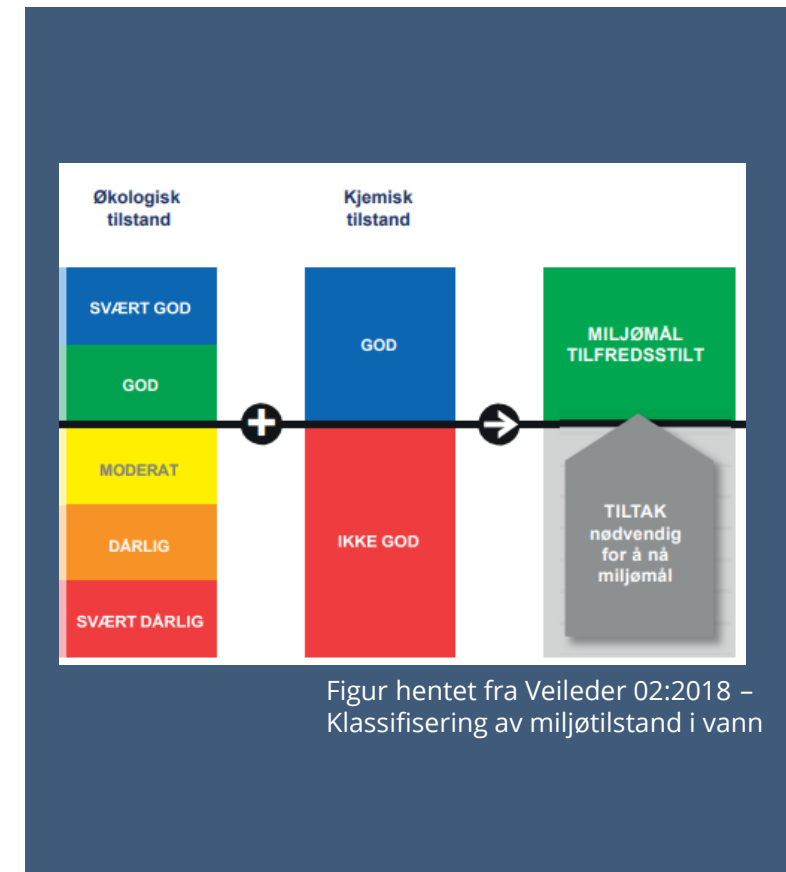 Økologisk
tilstand
Kjemisk
tilstand
SVÆRT GOD
GOD
MODERAT
DÅRLIG
SVÆRT DÅRLIG
GOD
IKKE GOD
MILJØMÅL
TILFREDSSTILT
TILTAK
nødvendig
for å nå
miljømål
Figur hentet fra Veileder 02:2018 –
Klassifisering av miljøtilstand i vann